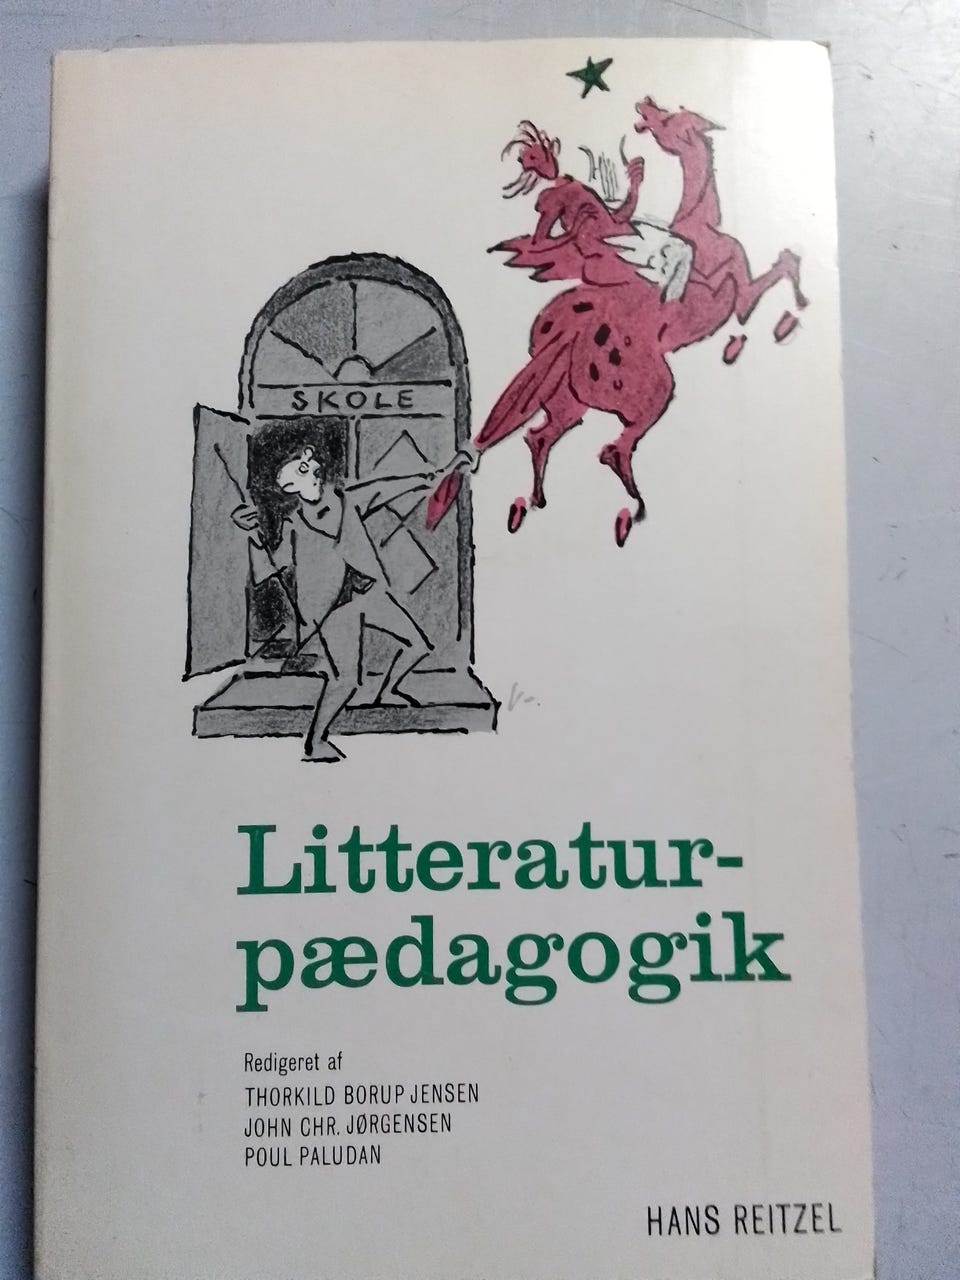 SKOLE
Litteratur-
pædagogik
Redigeret af
THORKILD BORUP JENSEN
JOHN CHR. JØRGENSEN
POUL PALUDAN
HANS REITZEL